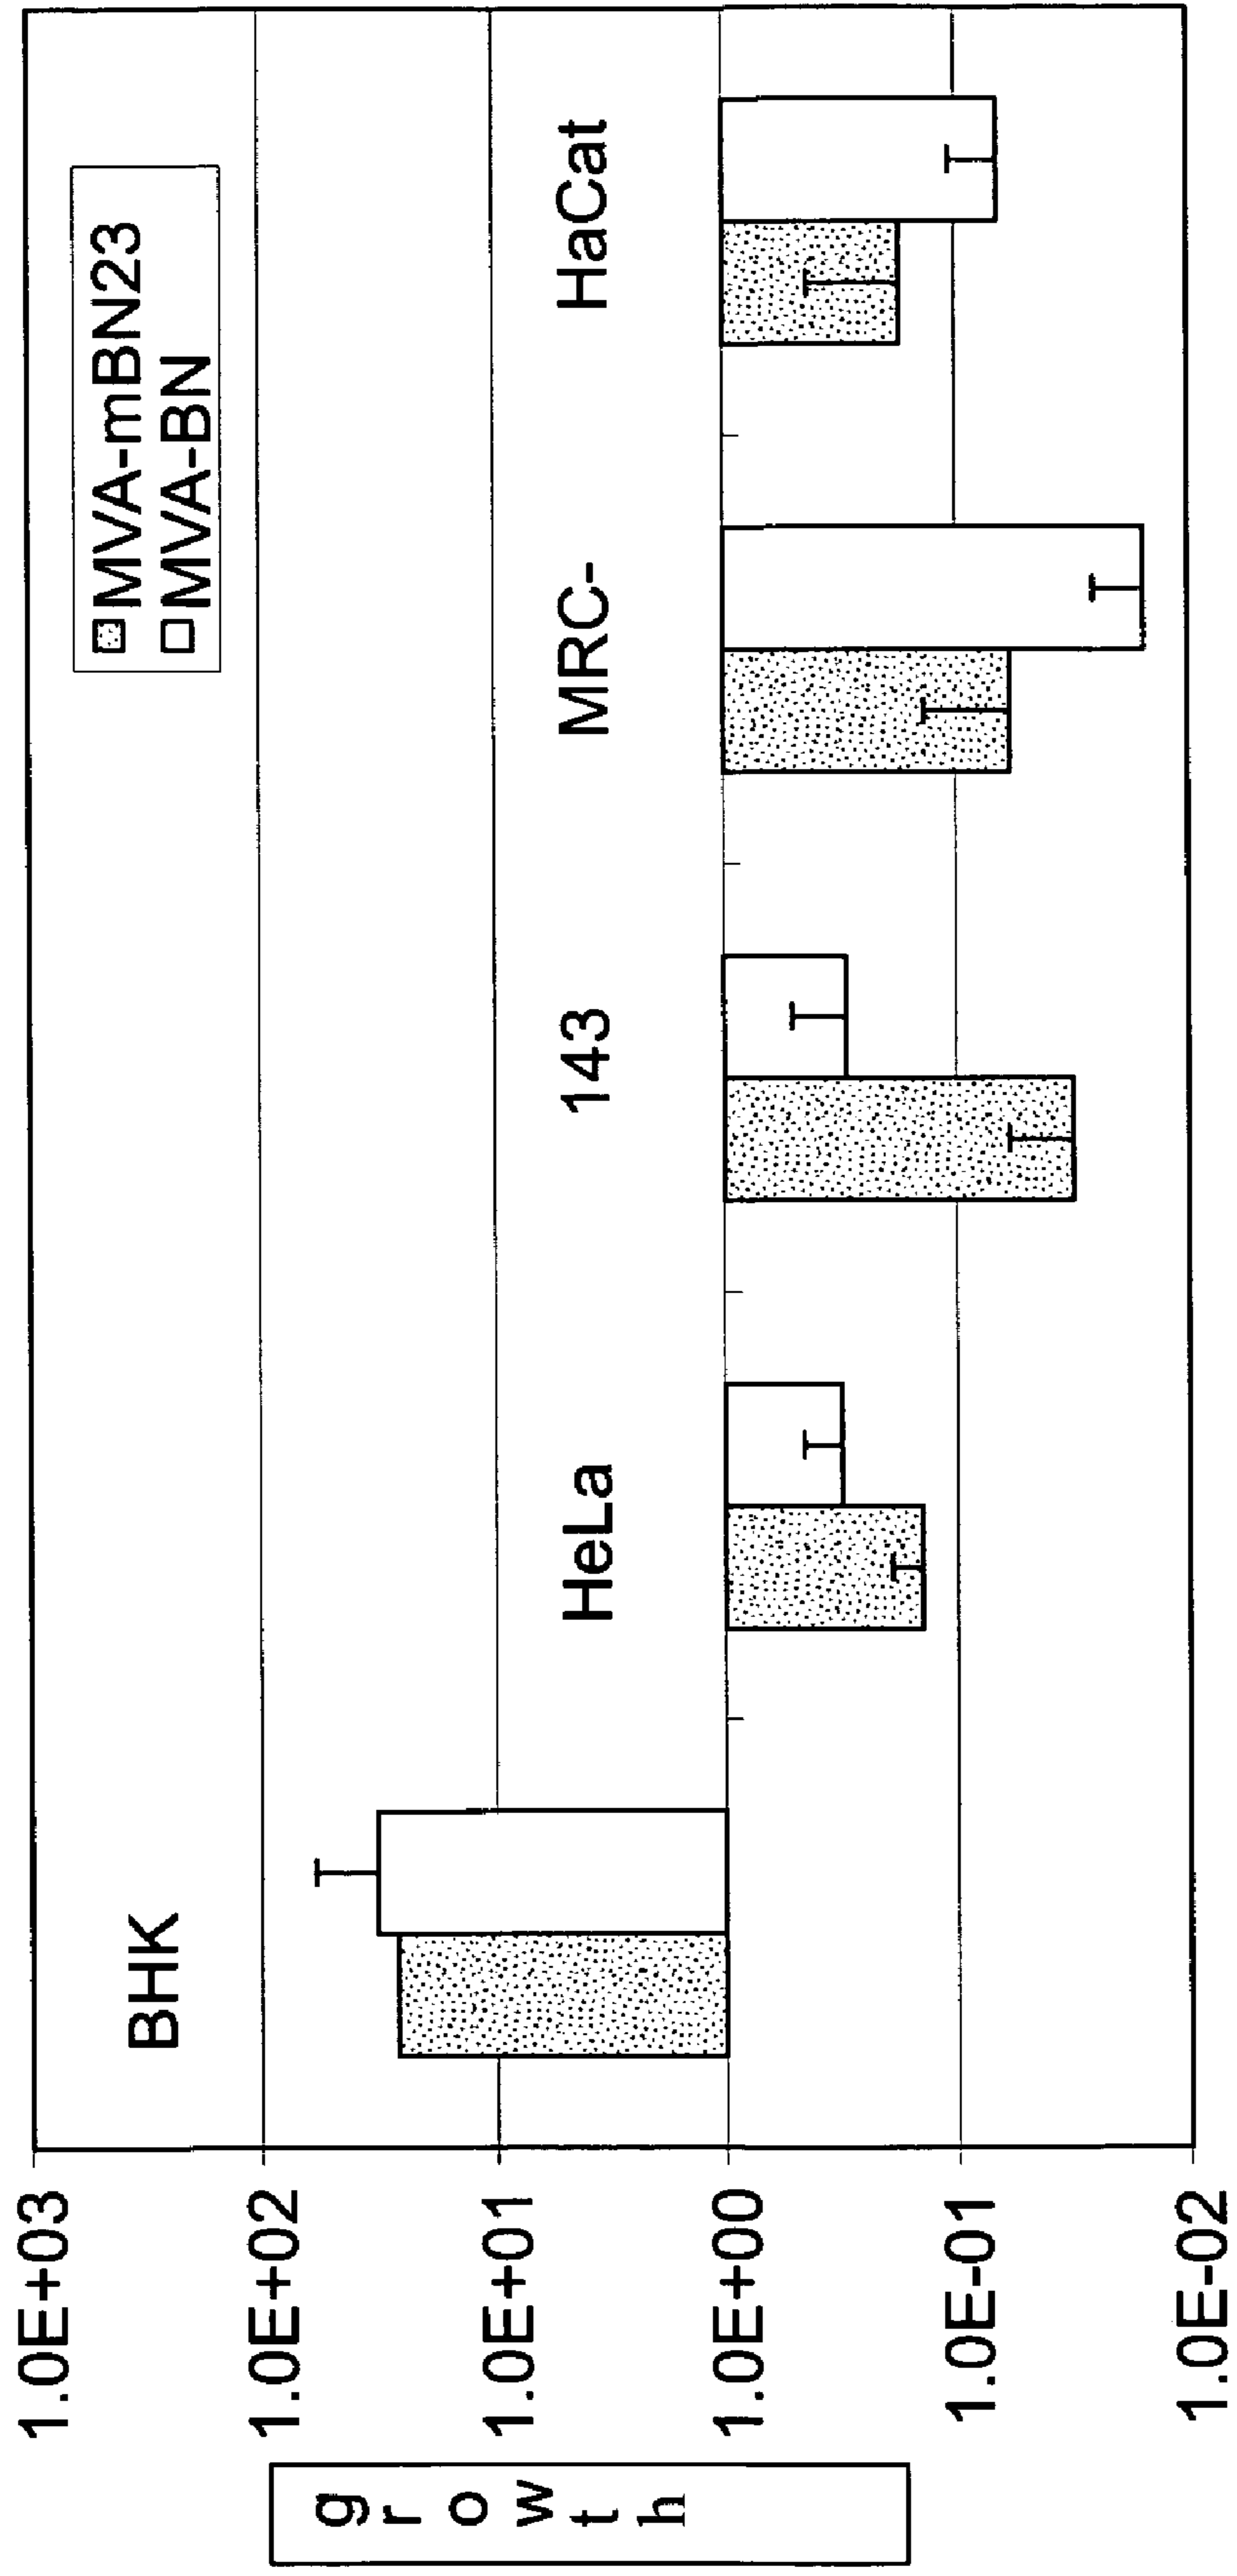 1.0E+03
1.0E+02
1.0E+01
1.0E+00
1.0E-01
1.0E-02
growth
BHK
HeLa
143
MRC-
HaCat
MVA-mBN23
MVA-BN